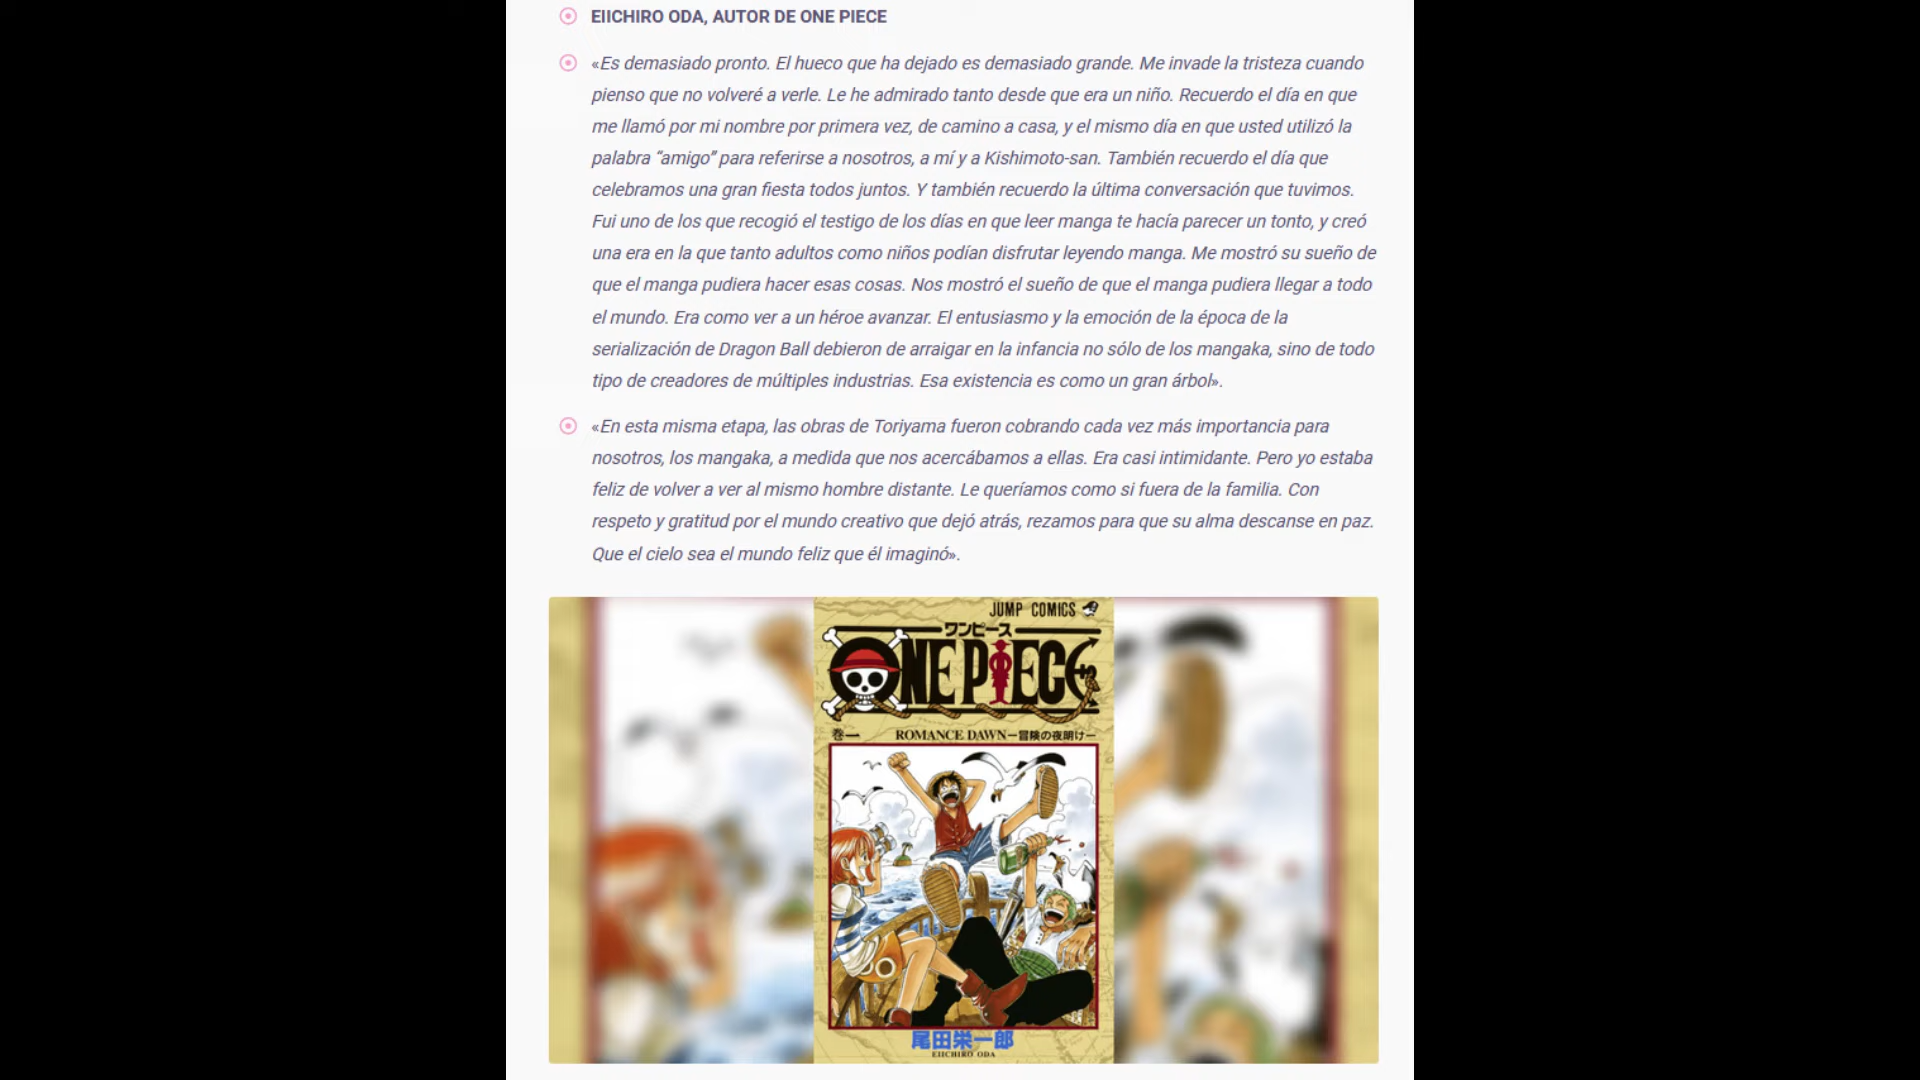 EIICHIRO ODA, AUTOR DE ONE PIECE
«Es demasiado pronto. El hueco que ha dejado es demasiado grande. Me invade la tristeza cuando
pienso que no volveré a verle. Le he admirado tanto desde que era un niño. Recuerdo el día en que
me llamó por mi nombre por primera vez, de camino a casa, y el mismo día en que usted utilizó la
palabra “amigo” para referirse a nosotros, a mí y a Kishimoto-san. También recuerdo el día que
celebramos una gran fiesta todos juntos. Y también recuerdo la última conversación que tuvimos.
Fui uno de los que recogió el testigo de los días en que leer manga te hacía parecer un tonto, y creó
una era en la que tanto adultos como niños podían disfrutar leyendo manga. Me mostró su sueño de
que el manga pudiera hacer esas cosas. Nos mostró el sueño de que el manga pudiera llegar a todo
el mundo. Era como ver a un héroe avanzar. El entusiasmo y la emoción de la época de la
serialización de Dragon Ball debieron de arraigar en la infancia no sólo de los mangaka, sino de todo
tipo de creadores de múltiples industrias. Esa existencia es como un gran árbol».
«En esta misma etapa, las obras de Toriyama fueron cobrando cada vez más importancia para
nosotros, los mangaka, a medida que nos acercábamos a ellas. Era casi intimidante. Pero yo estaba
feliz de volver a ver al mismo hombre distante. Le queríamos como si fuera de la familia. Con
respeto y gratitud por el mundo creativo que dejó atrás, rezamos para que su alma descanse en paz.
Que el cielo sea el mundo feliz que él imaginó».
JUMP COMICS
ワンピース
ONE PIECE
巻一 ROMANCE DAWN—冒険の夜明け—
尾田栄一郎
EIICHIRO ODA